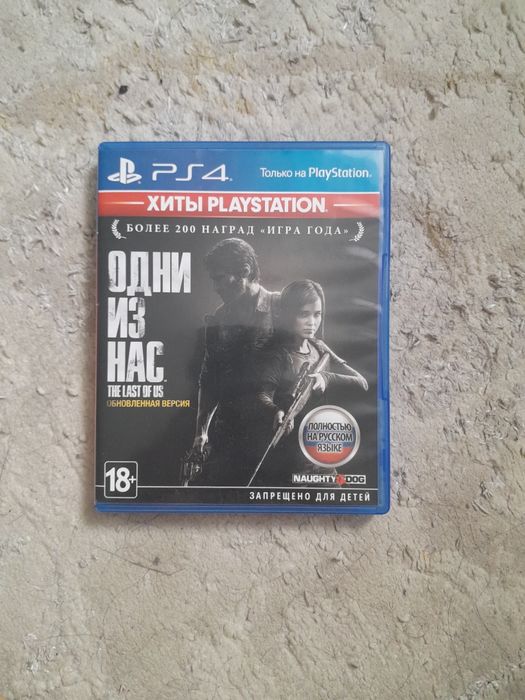 PS4
Только на PlayStation
ХИТЫ PLAYSTATION
БОЛЕЕ 200 НАГРАД «ИГРА ГОДА»
ОДНИ
ИЗ
НАС
THE LAST OF US
ОБНОВЛЕННАЯ ВЕРСИЯ
ПОЛНОСТЬЮ
НА РУССКОМ
ЯЗЫКЕ
18+
NAUGHTY DOG
ЗАПРЕЩЕНО ДЛЯ ДЕТЕЙ